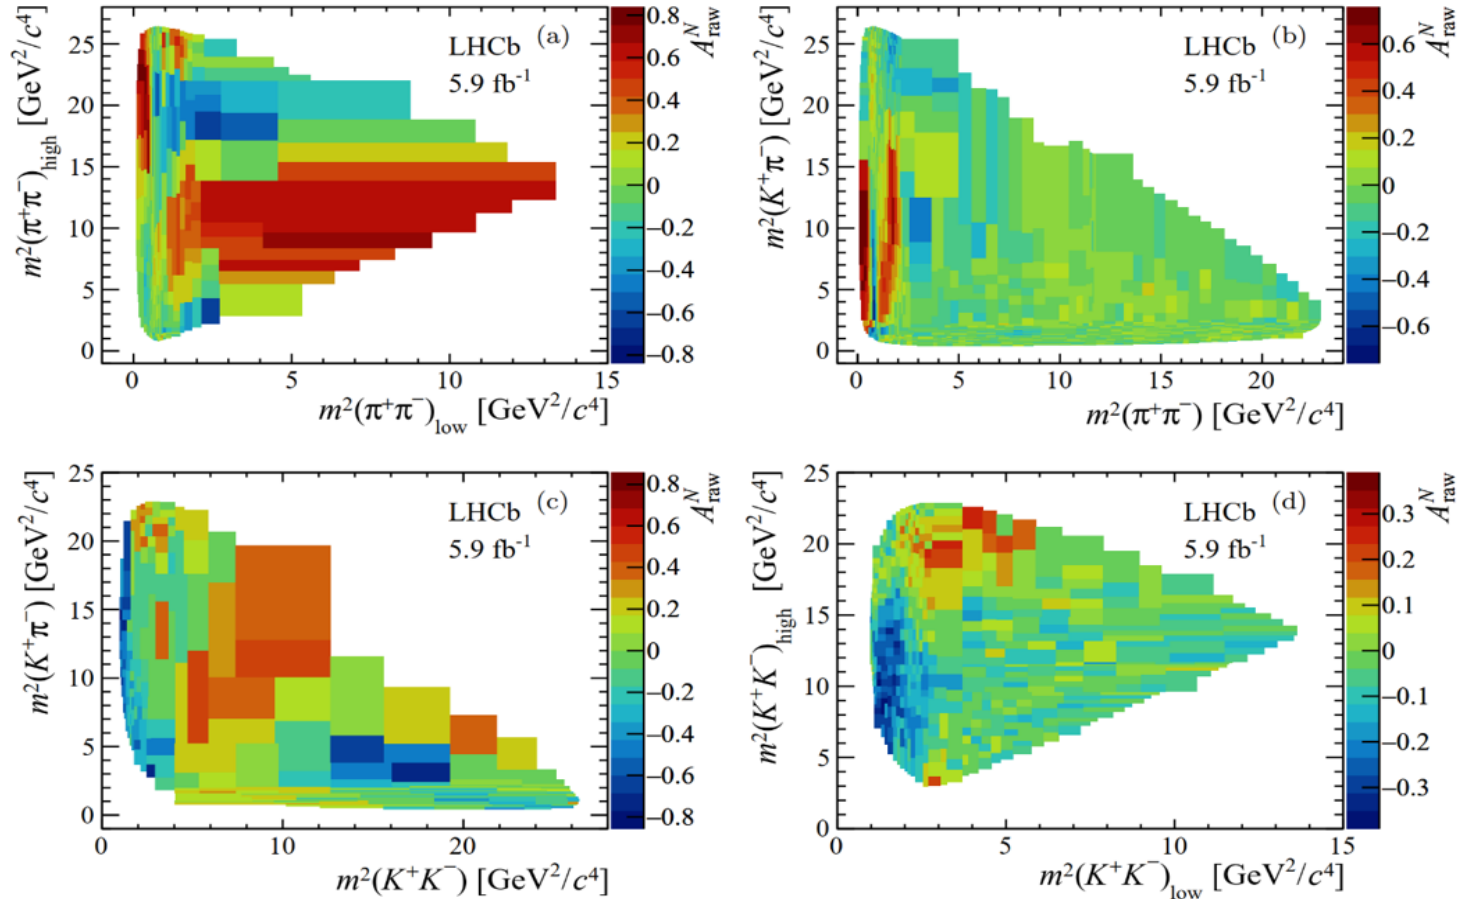 LHCb (a)
5.9 fb⁻¹
m²(π⁺π⁻)high [GeV²/c⁴]
25
20
15
10
5
0
0 5 10 15
m²(π⁺π⁻)low [GeV²/c⁴]
0.8
0.6
0.4
0.2
0
−0.2
−0.4
−0.6
−0.8
A^N_raw
LHCb (b)
5.9 fb⁻¹
m²(K⁺π⁻) [GeV²/c⁴]
25
20
15
10
5
0
0 5 10 15 20
m²(π⁺π⁻) [GeV²/c⁴]
0.6
0.4
0.2
0
−0.2
−0.4
−0.6
A^N_raw
LHCb (c)
5.9 fb⁻¹
m²(K⁺π⁻) [GeV²/c⁴]
25
20
15
10
5
0
0 10 20
m²(K⁺K⁻) [GeV²/c⁴]
0.8
0.6
0.4
0.2
0
−0.2
−0.4
−0.6
−0.8
A^N_raw
LHCb (d)
5.9 fb⁻¹
m²(K⁺K⁻)high [GeV²/c⁴]
25
20
15
10
5
0
0 5 10 15
m²(K⁺K⁻)low [GeV²/c⁴]
0.3
0.2
0.1
0
−0.1
−0.2
−0.3
A^N_raw